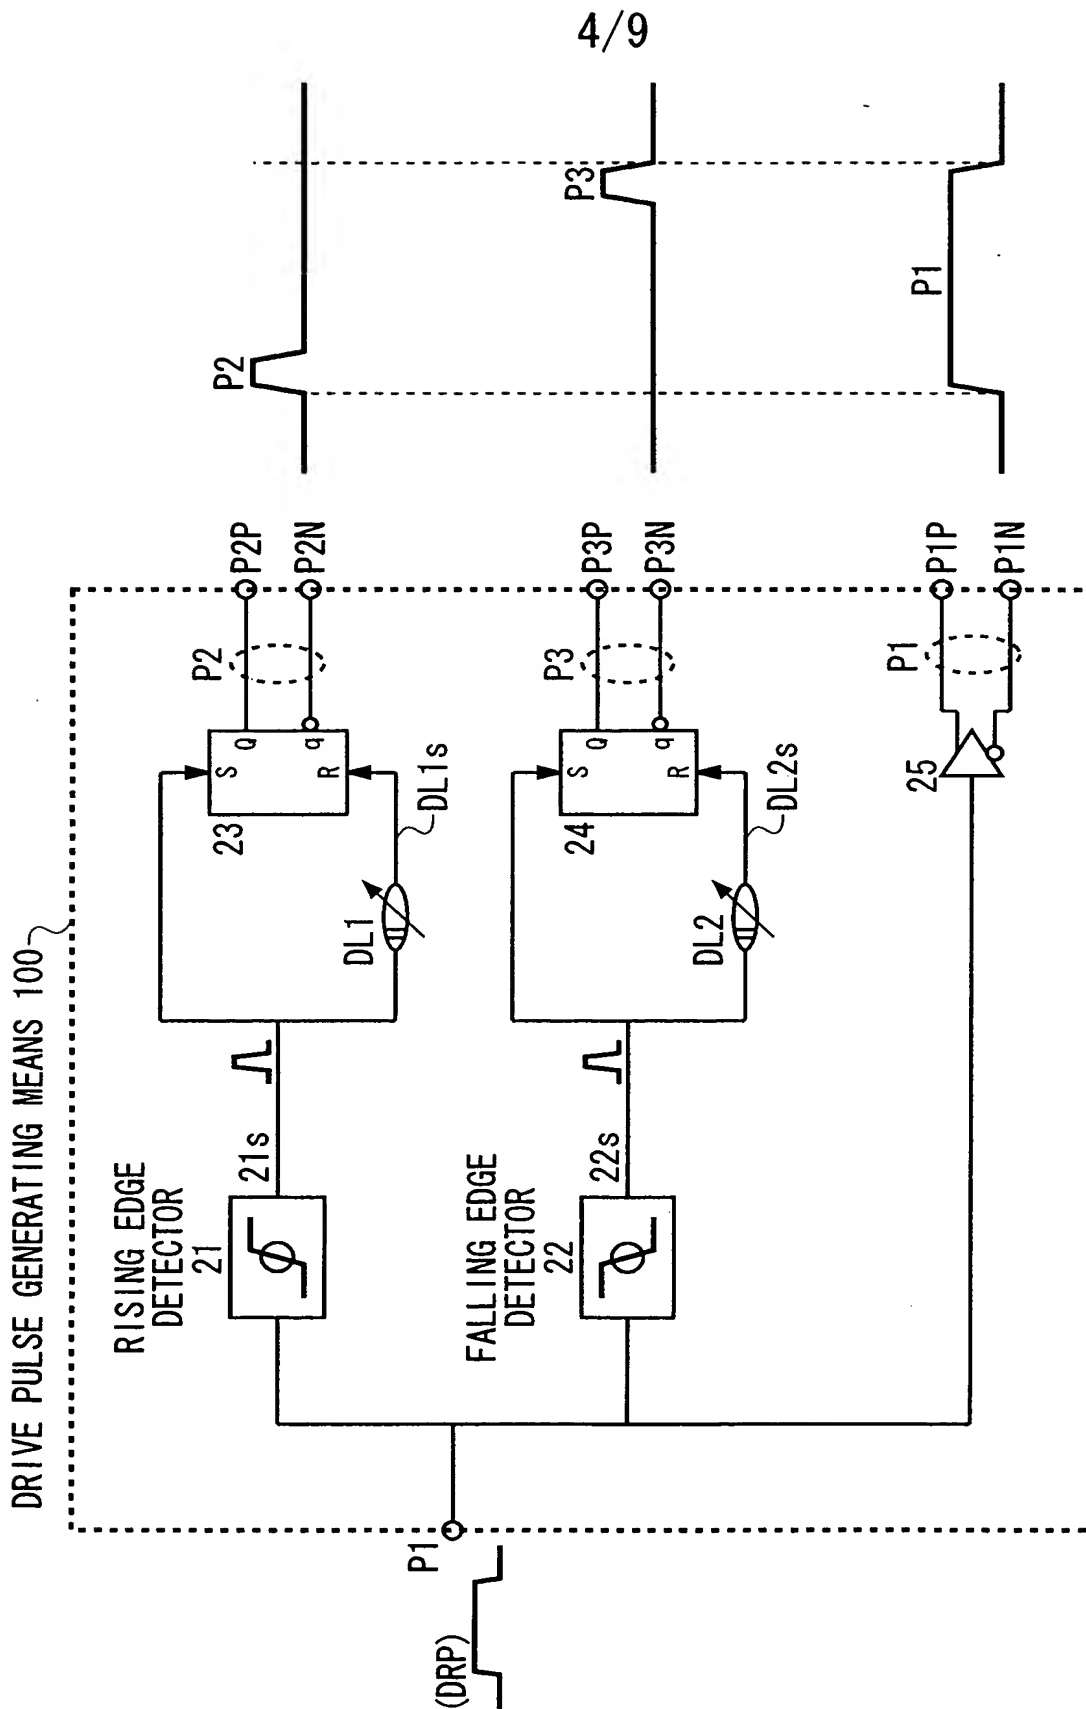 4/9
DRIVE PULSE GENERATING MEANS 100
(DRP)
P1
RISING EDGE
DETECTOR
21
21s
DL1
DL1s
23
S
R
Q
q
P2
P2P
P2N
P2
FALLING EDGE
DETECTOR
22
22s
DL2
DL2s
24
S
R
Q
q
P3
P3P
P3N
P3
25
P1
P1P
P1N
P1